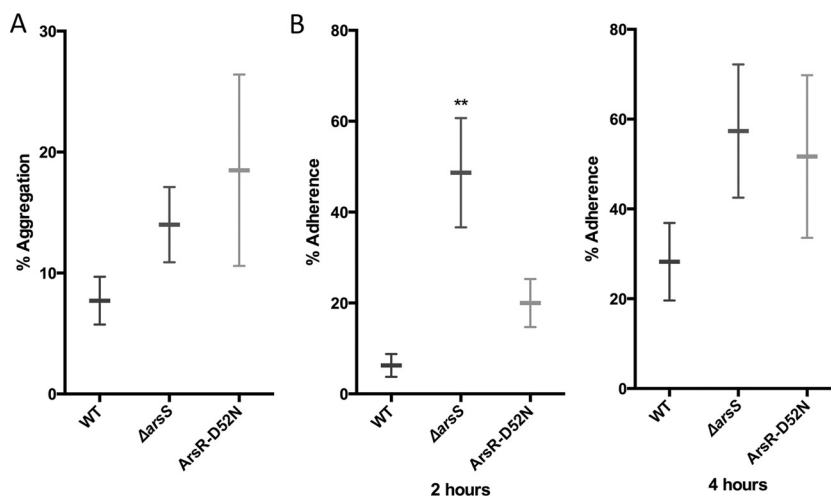 A
% Aggregation
30
20
10
0
WT
ΔarsS
ArsR-D52N
B
% Adherence
80
60
40
20
0
**
WT
ΔarsS
ArsR-D52N
2 hours
% Adherence
80
60
40
20
0
WT
ΔarsS
ArsR-D52N
4 hours